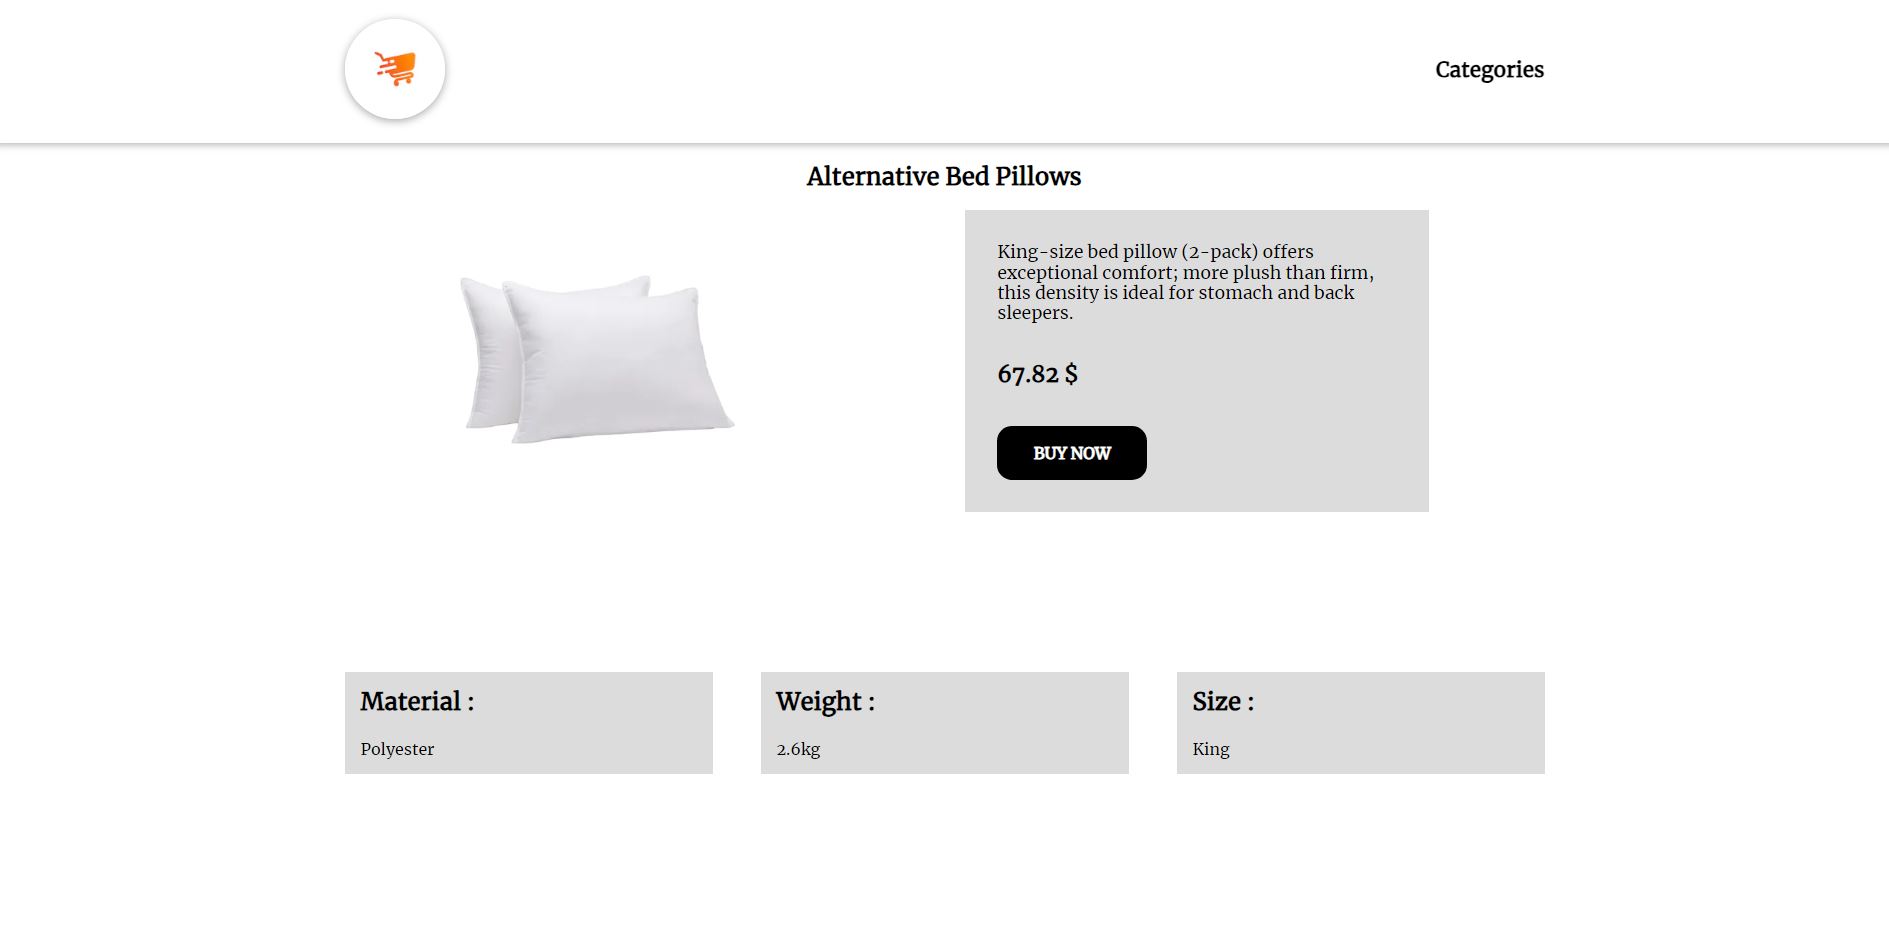 Categories
Alternative Bed Pillows
King-size bed pillow (2-pack) offers
exceptional comfort; more plush than firm,
this density is ideal for stomach and back
sleepers.
67.82 $
BUY NOW
Material :
Polyester
Weight :
2.6kg
Size :
King